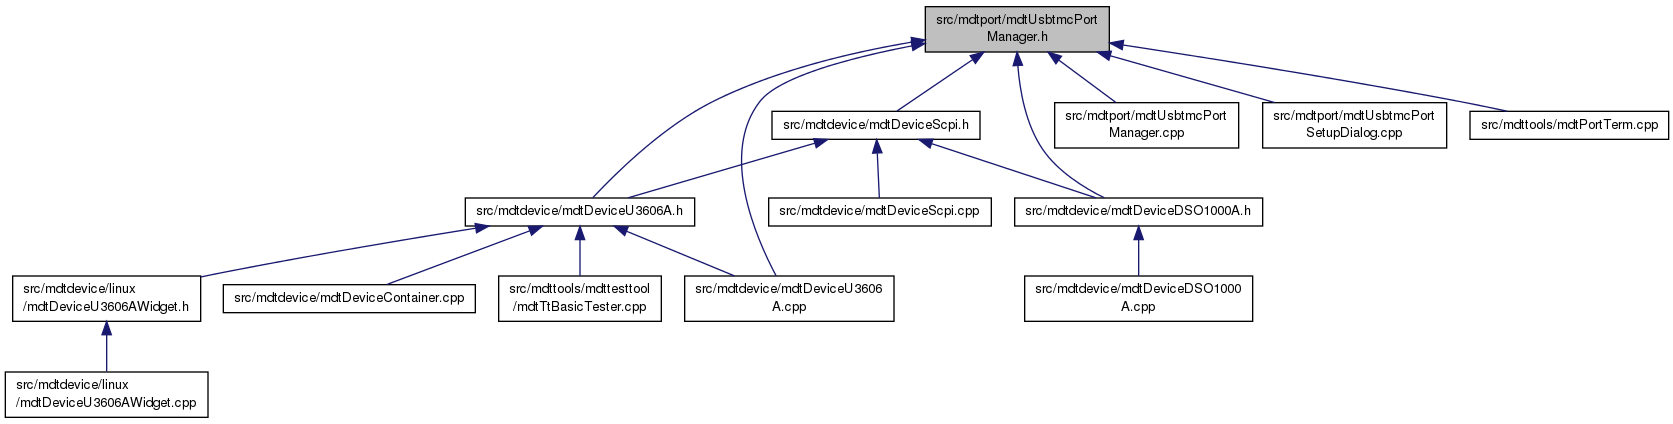 src/mdtport/mdtUsbtmcPort
Manager.h
src/mdtdevice/mdtDeviceScpi.h
src/mdtport/mdtUsbtmcPort
Manager.cpp
src/mdtport/mdtUsbtmcPort
SetupDialog.cpp
src/mdttools/mdtPortTerm.cpp
src/mdtdevice/mdtDeviceU3606A.h
src/mdtdevice/mdtDeviceScpi.cpp
src/mdtdevice/mdtDeviceDSO1000A.h
src/mdtdevice/linux
/mdtDeviceU3606AWidget.h
src/mdtdevice/mdtDeviceContainer.cpp
src/mdttools/mdttesttool
/mdtTtBasicTester.cpp
src/mdtdevice/mdtDeviceU3606
A.cpp
src/mdtdevice/mdtDeviceDSO1000
A.cpp
src/mdtdevice/linux
/mdtDeviceU3606AWidget.cpp